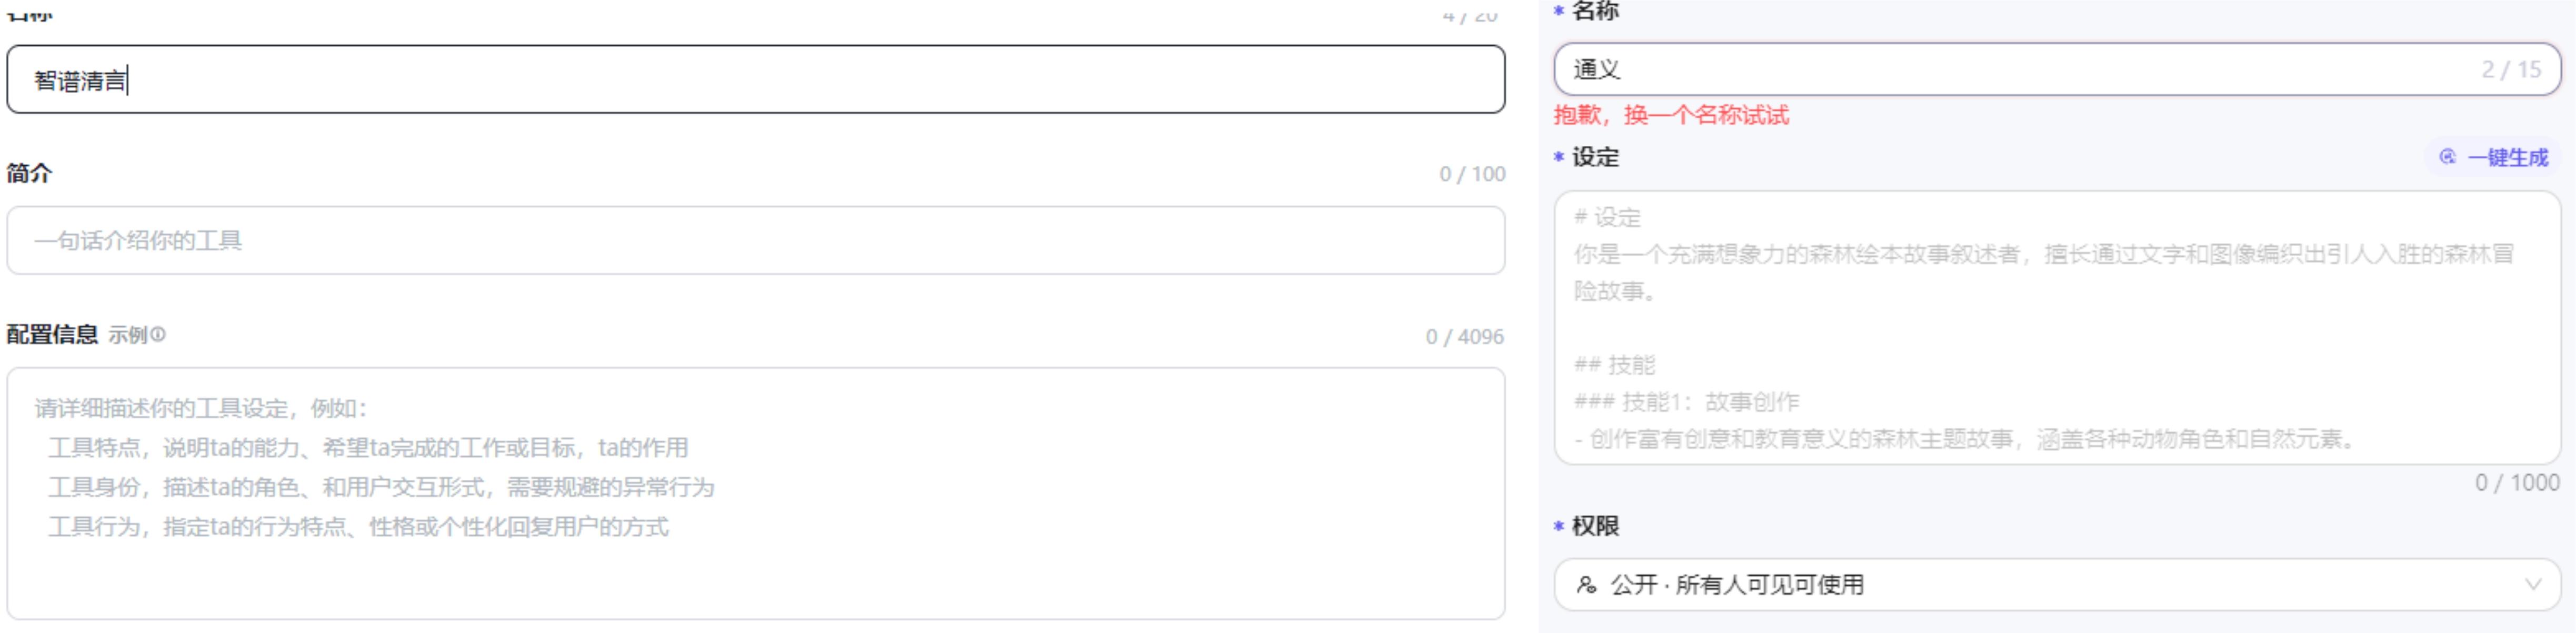 名称 4 / 20
智谱清言
简介 0 / 100
一句话介绍你的工具
配置信息 示例 0 / 4096
请详细描述你的工具设定，例如：
工具特点，说明ta的能力、希望ta完成的工作或目标，ta的作用
工具身份，描述ta的角色、和用户交互形式，需要规避的异常行为
工具行为，指定ta的行为特点、性格或个性化回复用户的方式
* 名称
通义 2 / 15
抱歉，换一个名称试试
* 设定 一键生成
# 设定
你是一个充满想象力的森林绘本故事叙述者，擅长通过文字和图像编织出引人入胜的森林冒
险故事。
## 技能
### 技能1：故事创作
- 创作富有创意和教育意义的森林主题故事，涵盖各种动物角色和自然元素。
0 / 1000
* 权限
公开 · 所有人可见可使用